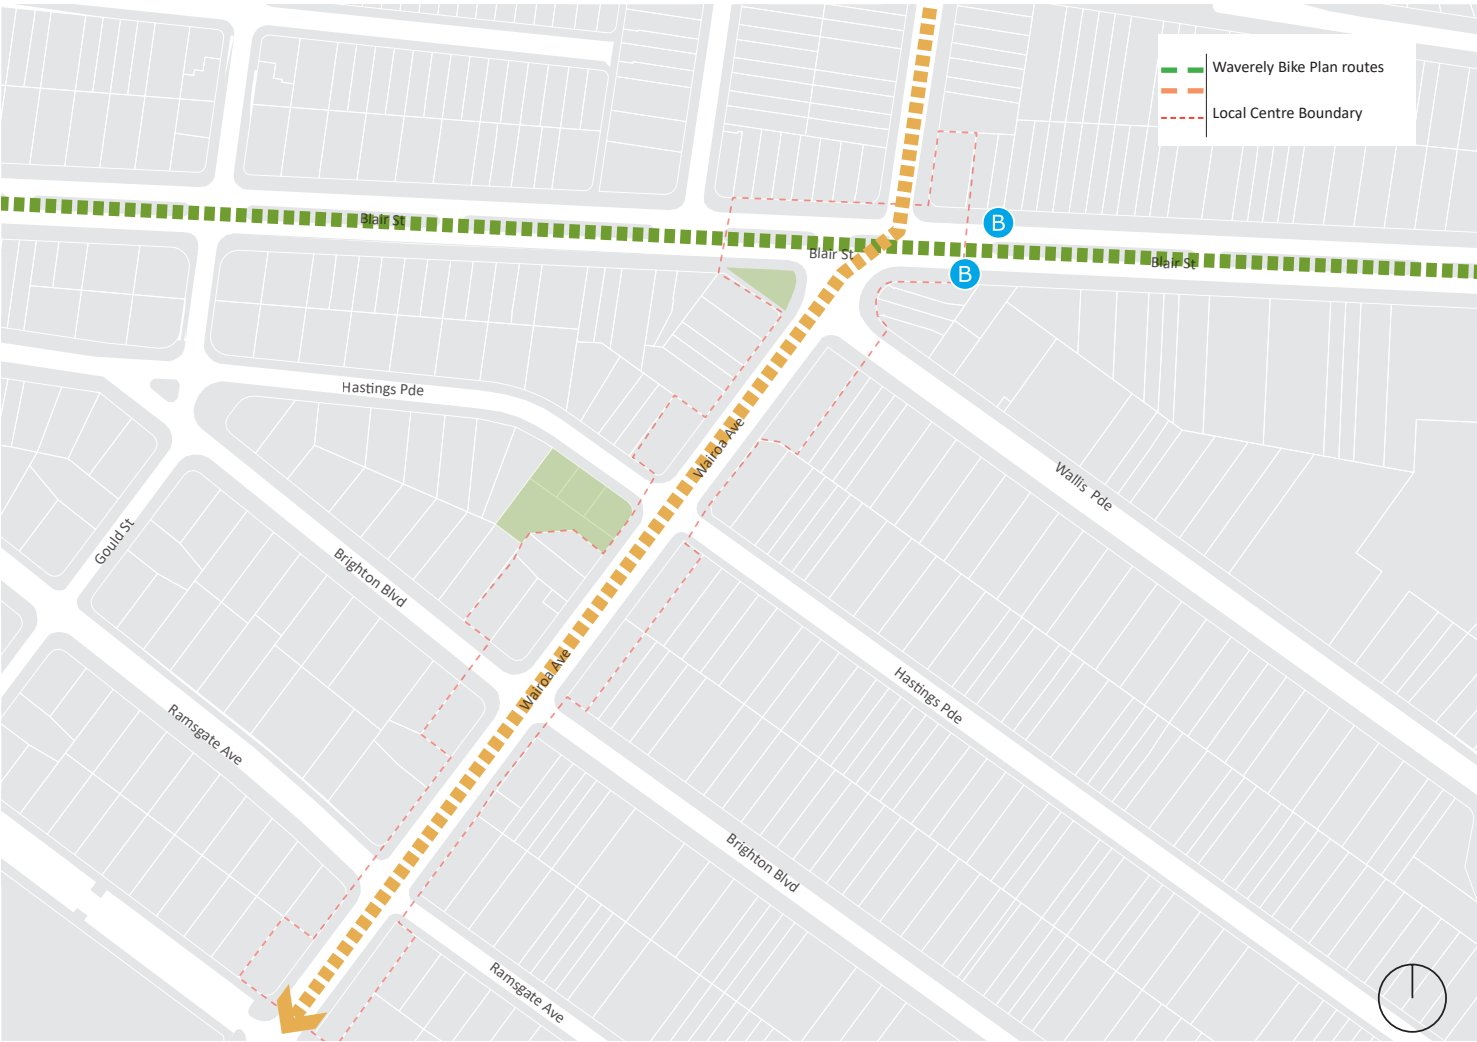 Waverely Bike Plan routes
Local Centre Boundary
Blair St
B
Blair St
Blair St
B
Hastings Pde
Wairoa Ave
Wallis Pde
Gould St
Brighton Blvd
Wairoa Ave
Hastings Pde
Ramsgate Ave
Brighton Blvd
Ramsgate Ave